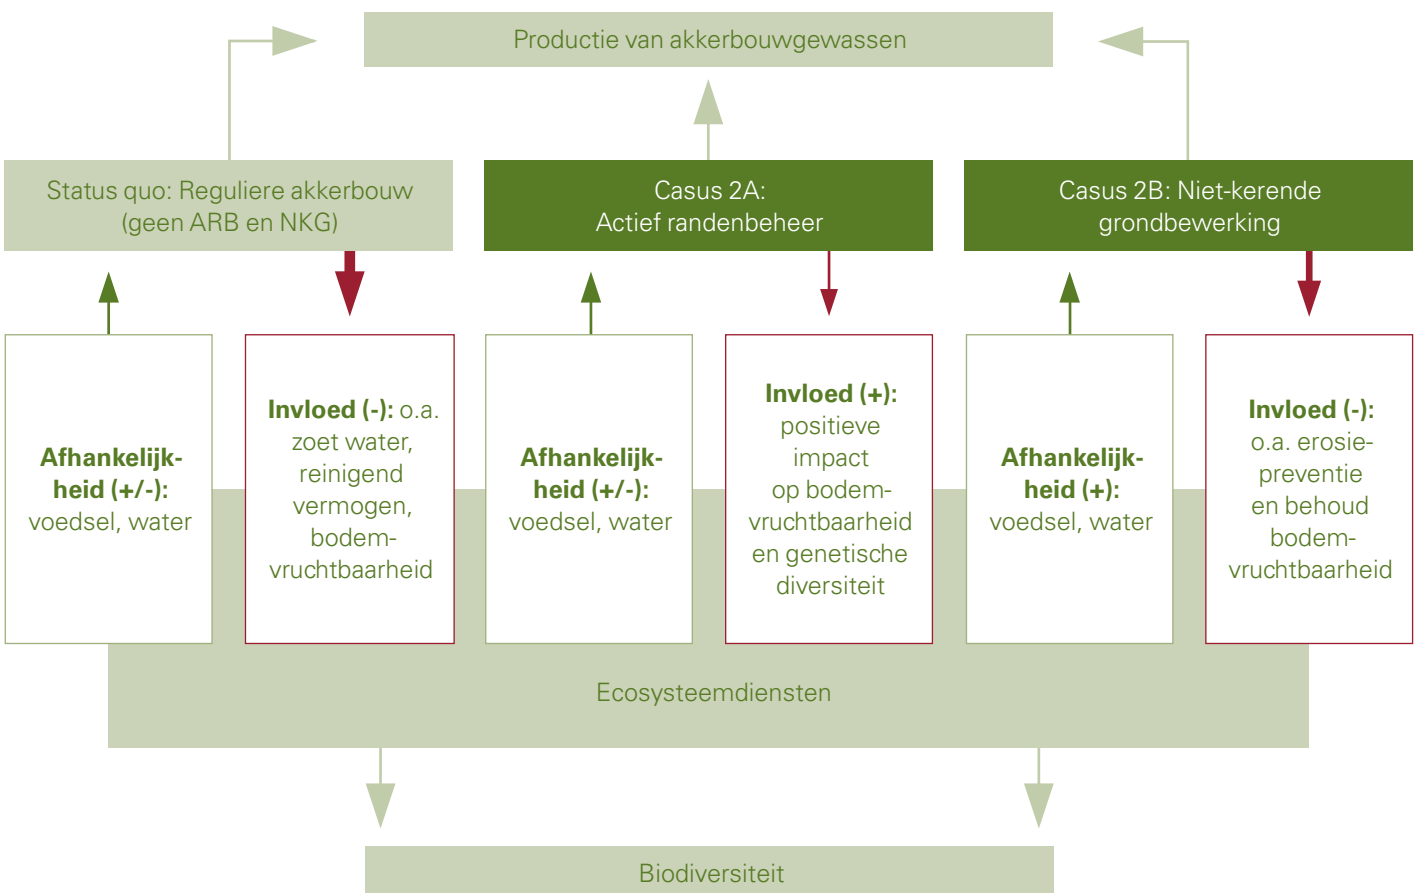 Productie van akkerbouwgewassen
Status quo: Reguliere akkerbouw
(geen ARB en NKG)
Casus 2A:
Actief randenbeheer
Casus 2B: Niet-kerende
grondbewerking
Afhankelijk-
heid (+/-):
voedsel, water
Invloed (-): o.a.
zoet water,
reinigend
vermogen,
bodem-
vruchtbaarheid
Afhankelijk-
heid (+/-):
voedsel, water
Invloed (+):
positieve
impact
op bodem-
vruchtbaarheid
en genetische
diversiteit
Afhankelijk-
heid (+):
voedsel, water
Invloed (-):
o.a. erosie-
preventie
en behoud
bodem-
vruchtbaarheid
Ecosysteemdiensten
Biodiversiteit